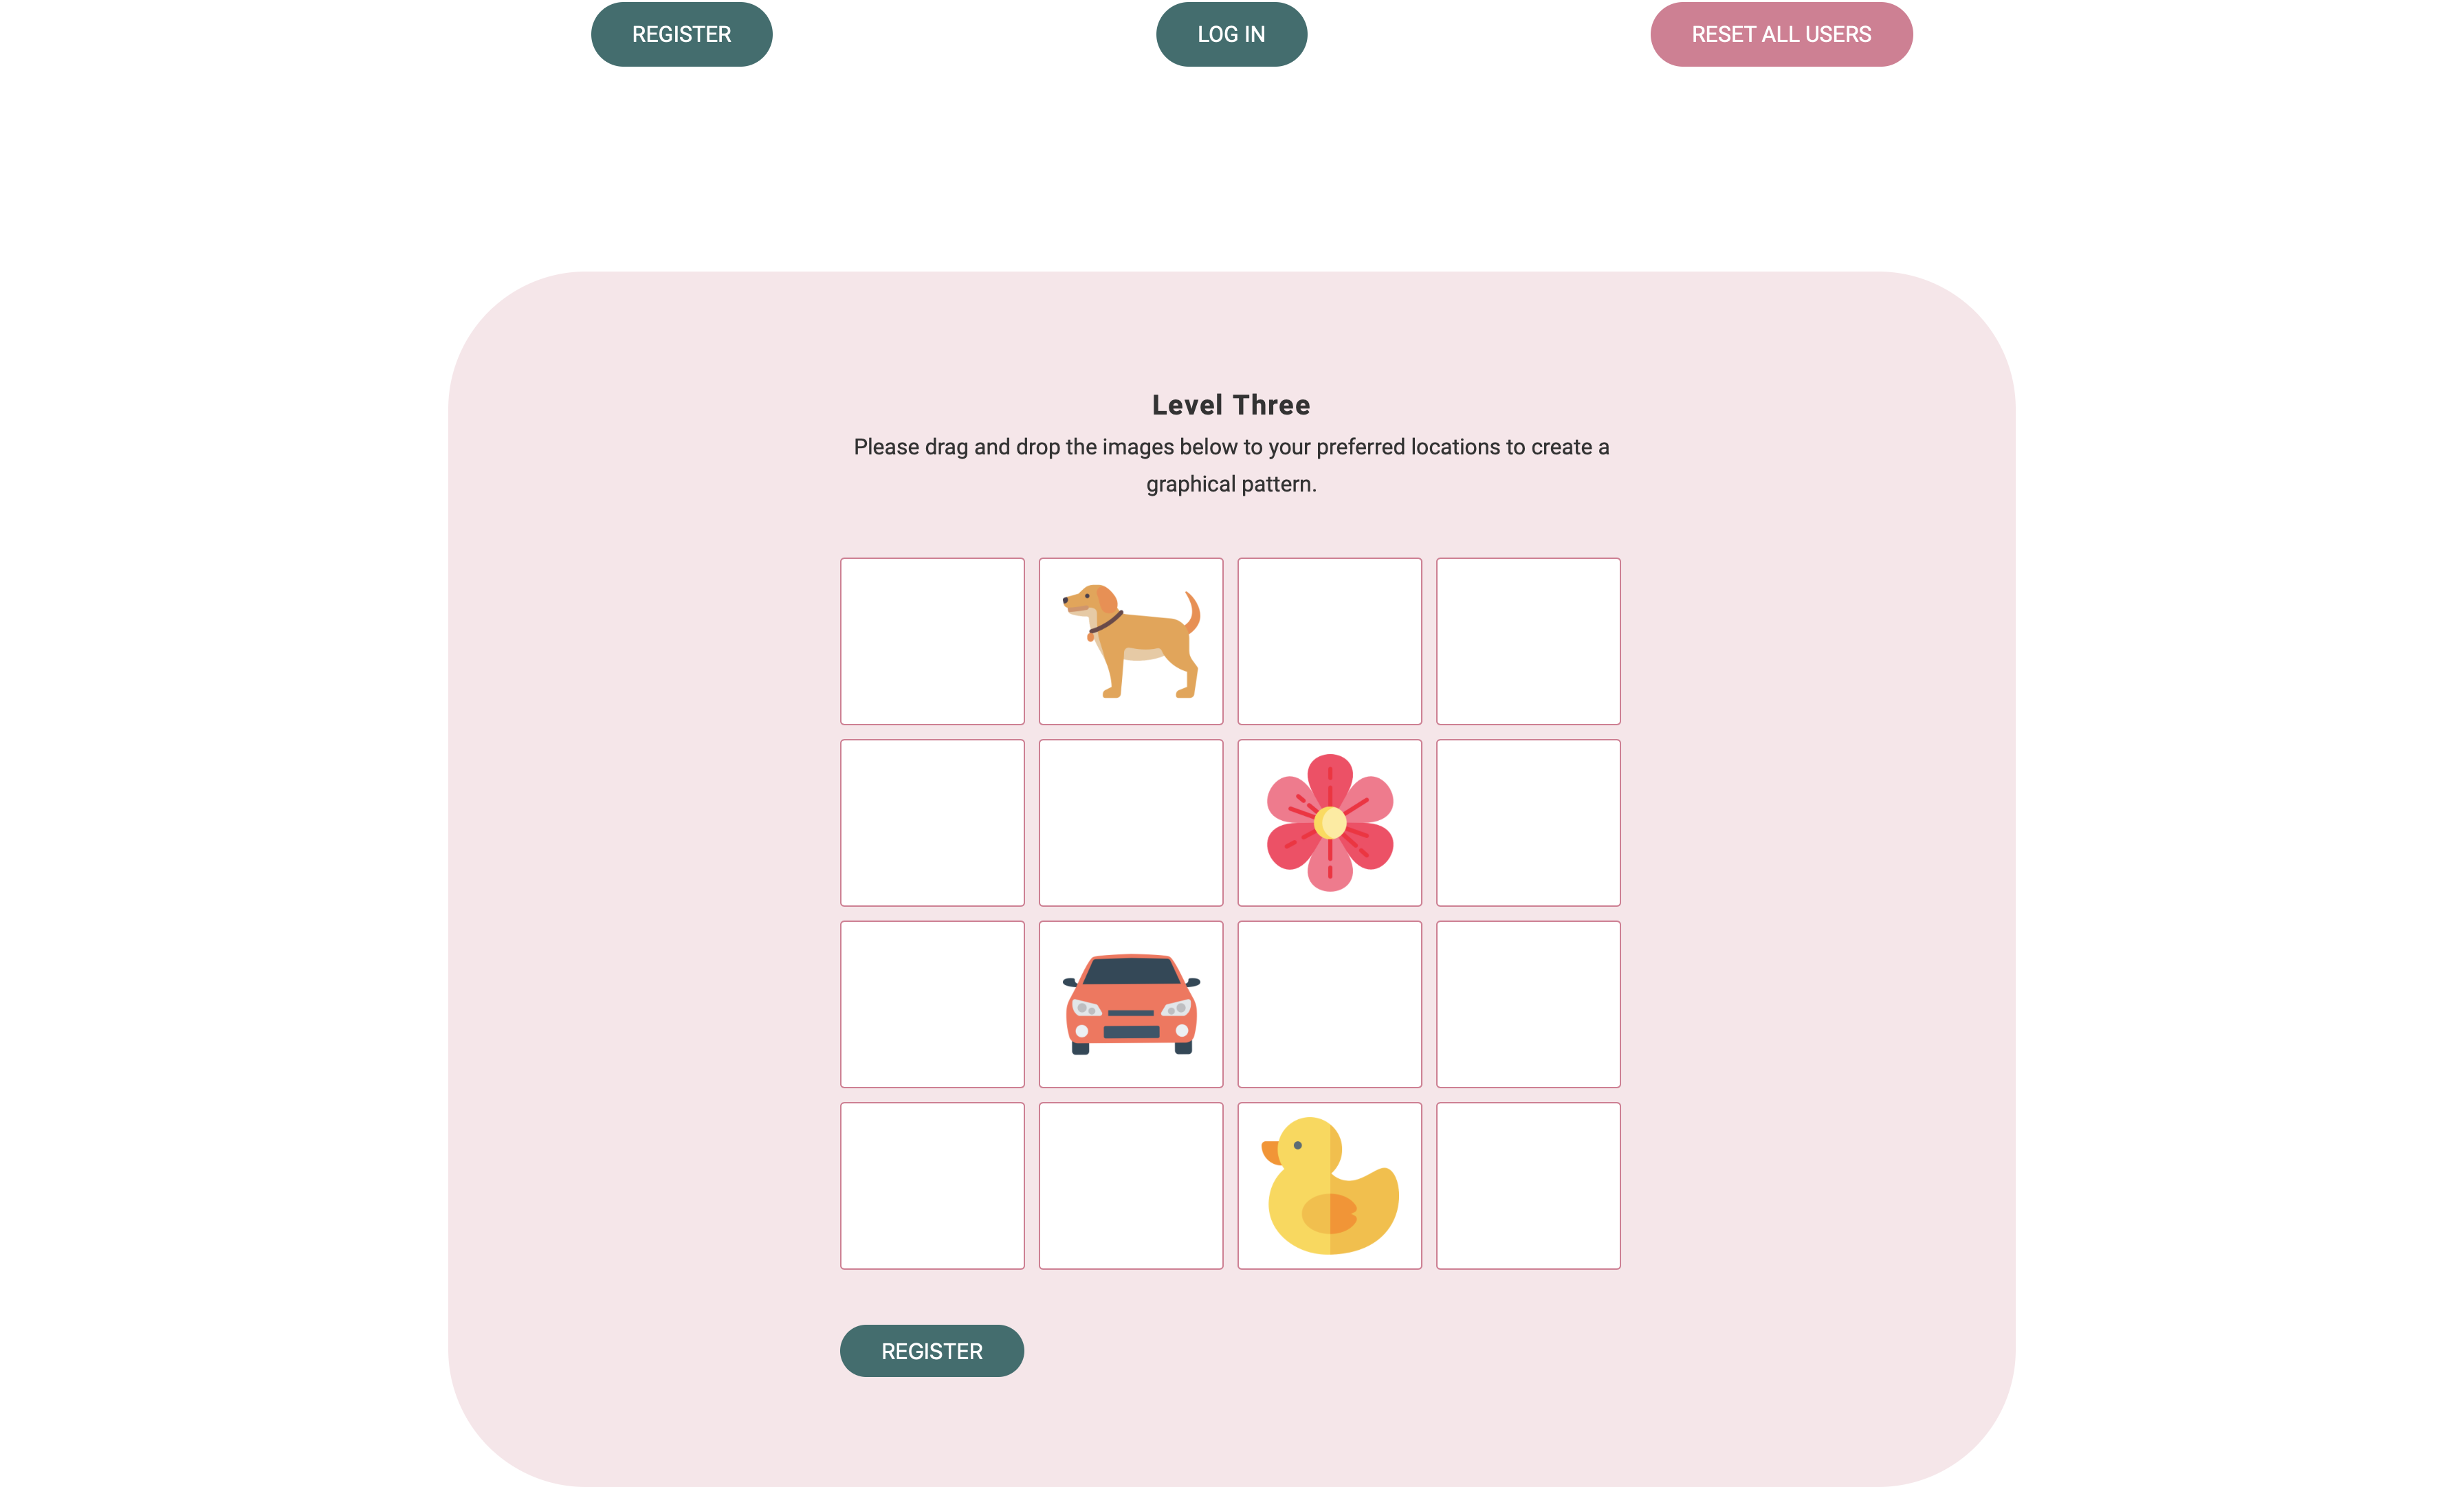 REGISTER
LOG IN
RESET ALL USERS
Level Three
Please drag and drop the images below to your preferred locations to create a
graphical pattern.
REGISTER